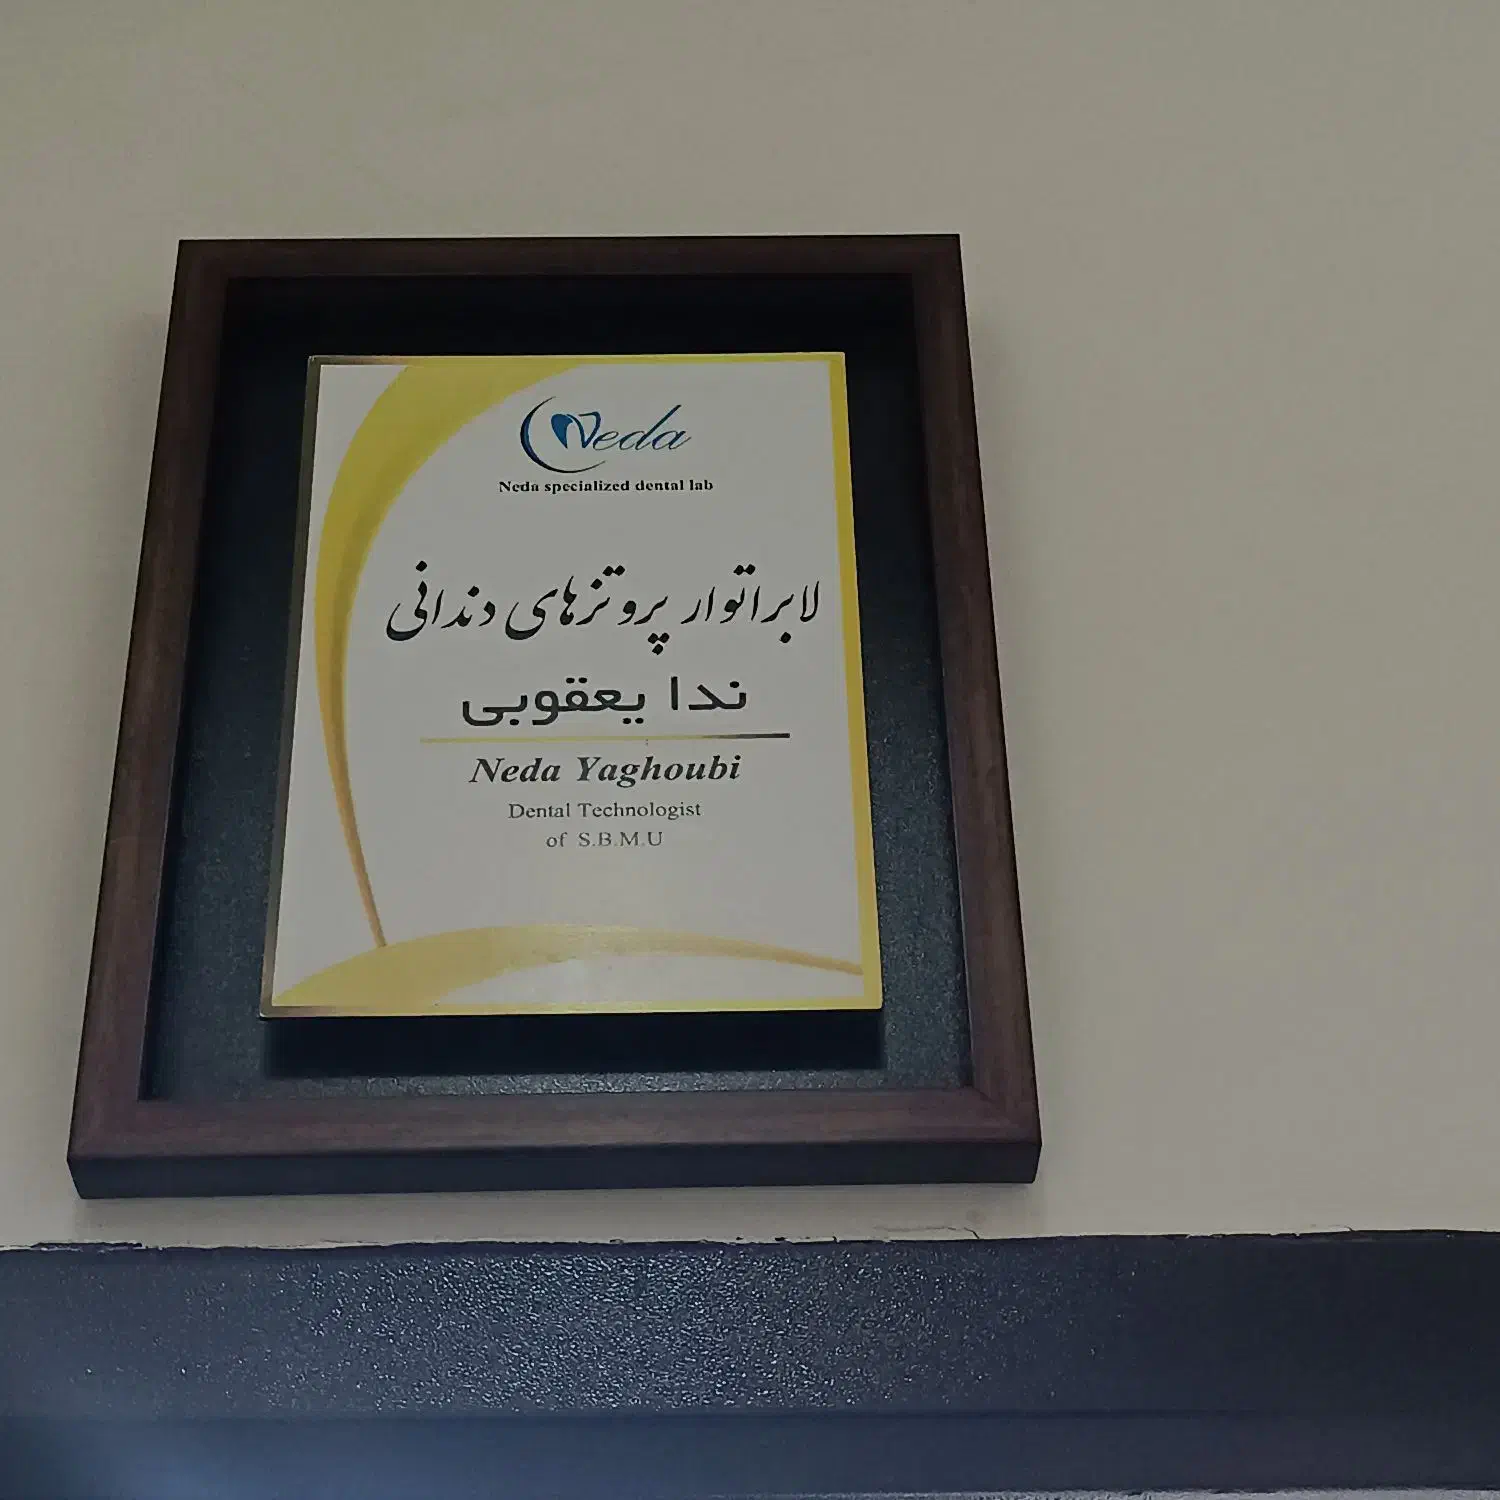 Neda
Neda specialized dental lab
لابراتوار پروتزهای دندانی
ندا یعقوبی
Neda Yaghoubi
Dental Technologist
of S.B.M.U